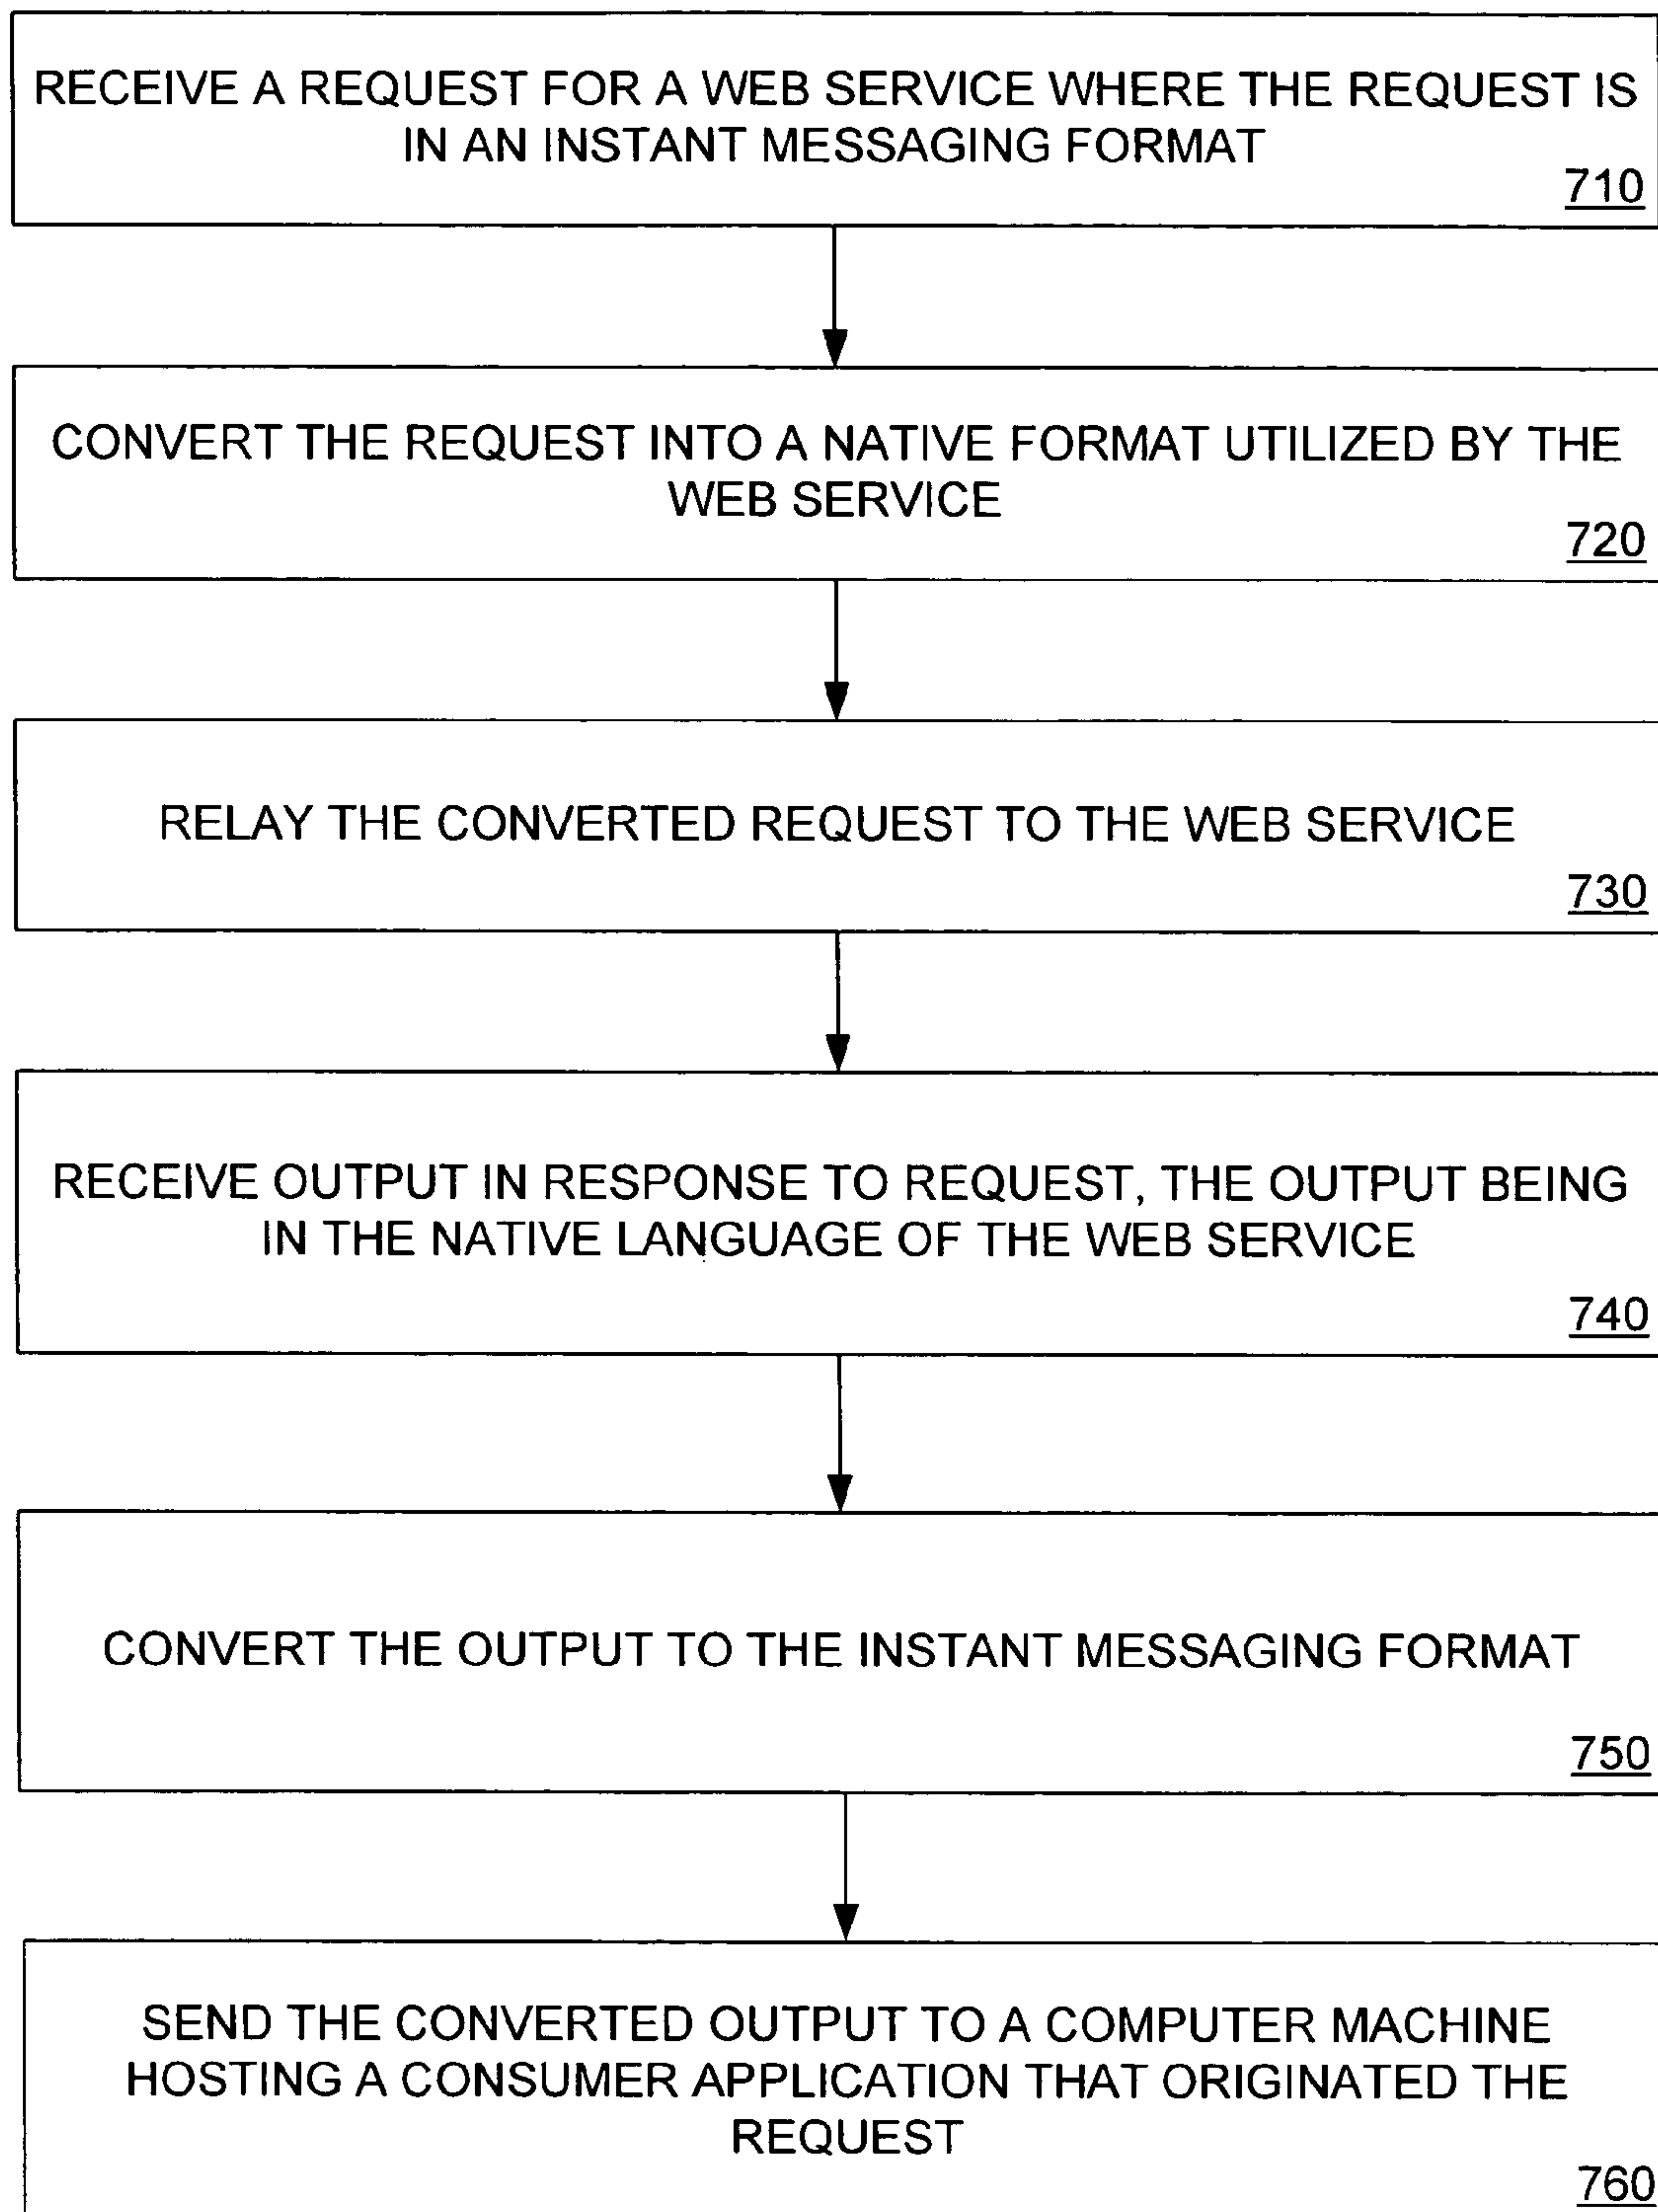 RECEIVE A REQUEST FOR A WEB SERVICE WHERE THE REQUEST IS
IN AN INSTANT MESSAGING FORMAT
710
CONVERT THE REQUEST INTO A NATIVE FORMAT UTILIZED BY THE
WEB SERVICE
720
RELAY THE CONVERTED REQUEST TO THE WEB SERVICE
730
RECEIVE OUTPUT IN RESPONSE TO REQUEST, THE OUTPUT BEING
IN THE NATIVE LANGUAGE OF THE WEB SERVICE
740
CONVERT THE OUTPUT TO THE INSTANT MESSAGING FORMAT
750
SEND THE CONVERTED OUTPUT TO A COMPUTER MACHINE
HOSTING A CONSUMER APPLICATION THAT ORIGINATED THE
REQUEST
760